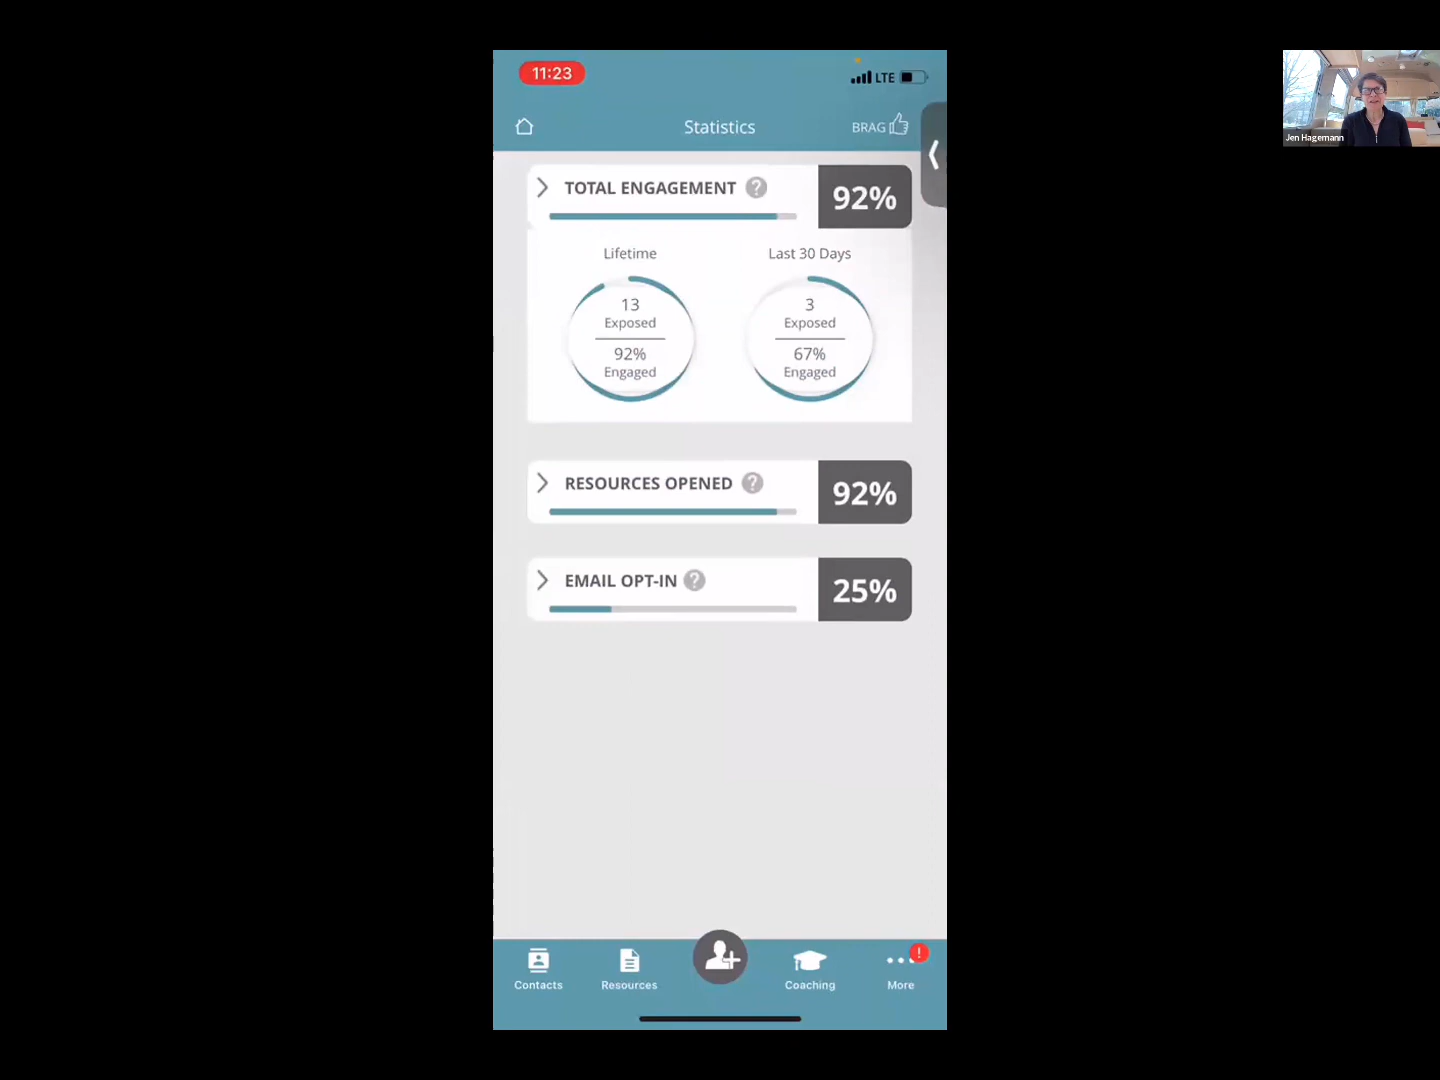 11:23
LTE
Statistics
BRAG
Jen Hagemann
TOTAL ENGAGEMENT ?
92%
Lifetime
Last 30 Days
13
Exposed
92%
Engaged
3
Exposed
67%
Engaged
RESOURCES OPENED ?
92%
EMAIL OPT-IN ?
25%
Contacts
Resources
Coaching
More
!